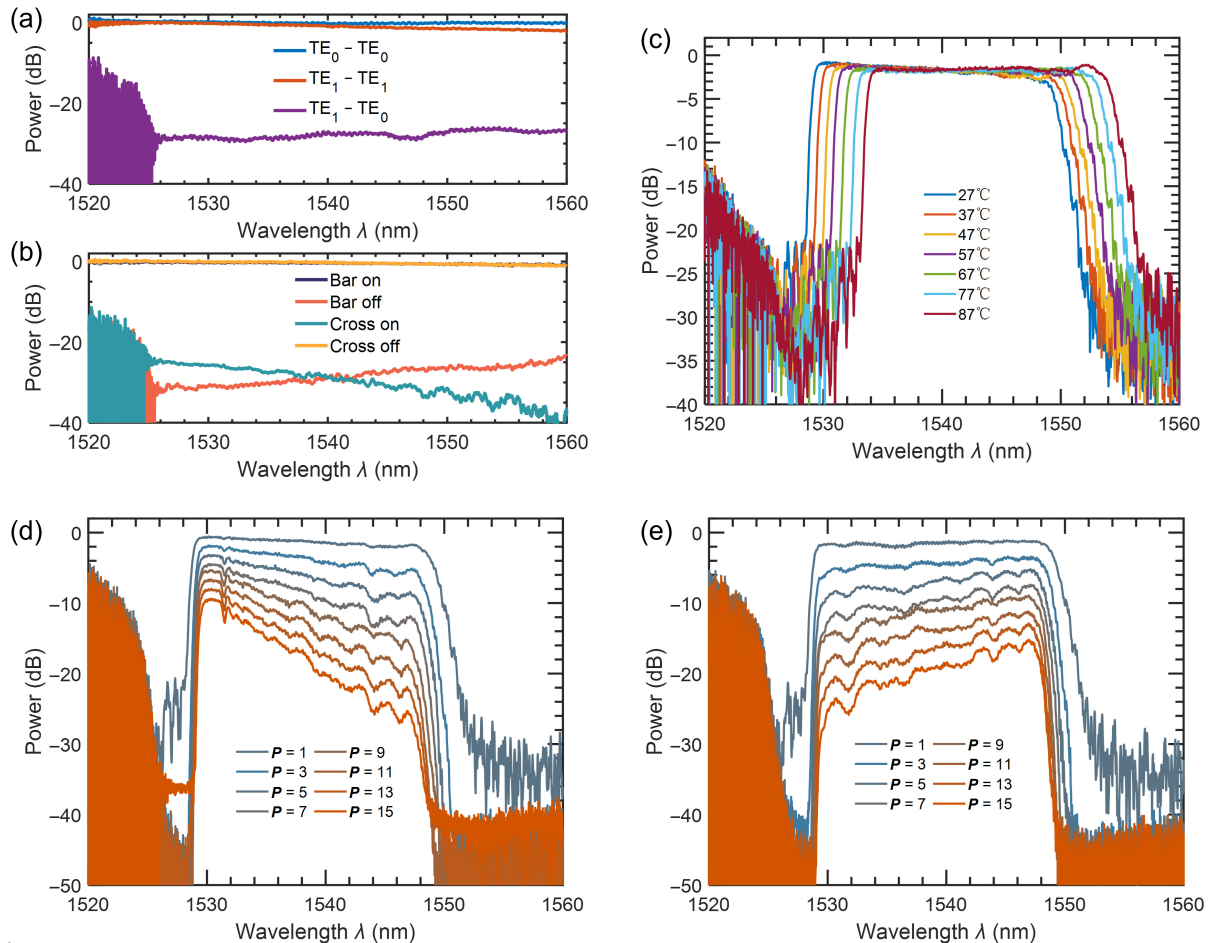 (a)
0
−20
−40
Power (dB)
TE0 − TE0
TE1 − TE1
TE1 − TE0
1520 1530 1540 1550 1560
Wavelength λ (nm)
(b)
0
−20
−40
Power (dB)
Bar on
Bar off
Cross on
Cross off
1520 1530 1540 1550 1560
Wavelength λ (nm)
(c)
0
−5
−10
−15
−20
−25
−30
−35
−40
Power (dB)
27℃
37℃
47℃
57℃
67℃
77℃
87℃
1520 1530 1540 1550 1560
Wavelength λ (nm)
(d)
0
−10
−20
−30
−40
−50
Power (dB)
P = 1 P = 9
P = 3 P = 11
P = 5 P = 13
P = 7 P = 15
1520 1530 1540 1550 1560
Wavelength λ (nm)
(e)
0
−10
−20
−30
−40
−50
Power (dB)
P = 1 P = 9
P = 3 P = 11
P = 5 P = 13
P = 7 P = 15
1520 1530 1540 1550 1560
Wavelength λ (nm)